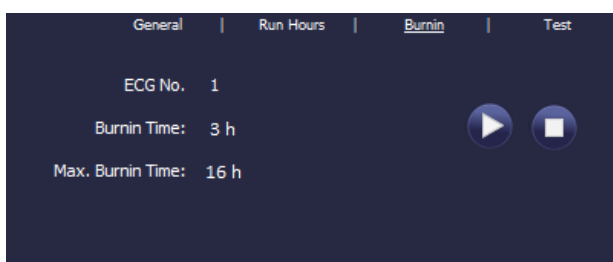 General | Run Hours | Burnin | Test
ECG No. 1
Burnin Time: 3 h
Max. Burnin Time: 16 h